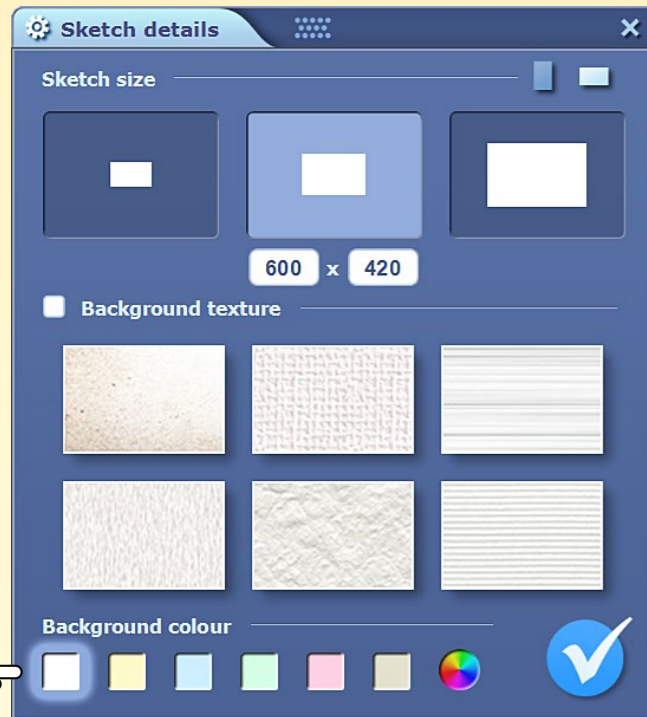 Sketch details
Sketch size
600 x 420
Background texture
Background colour